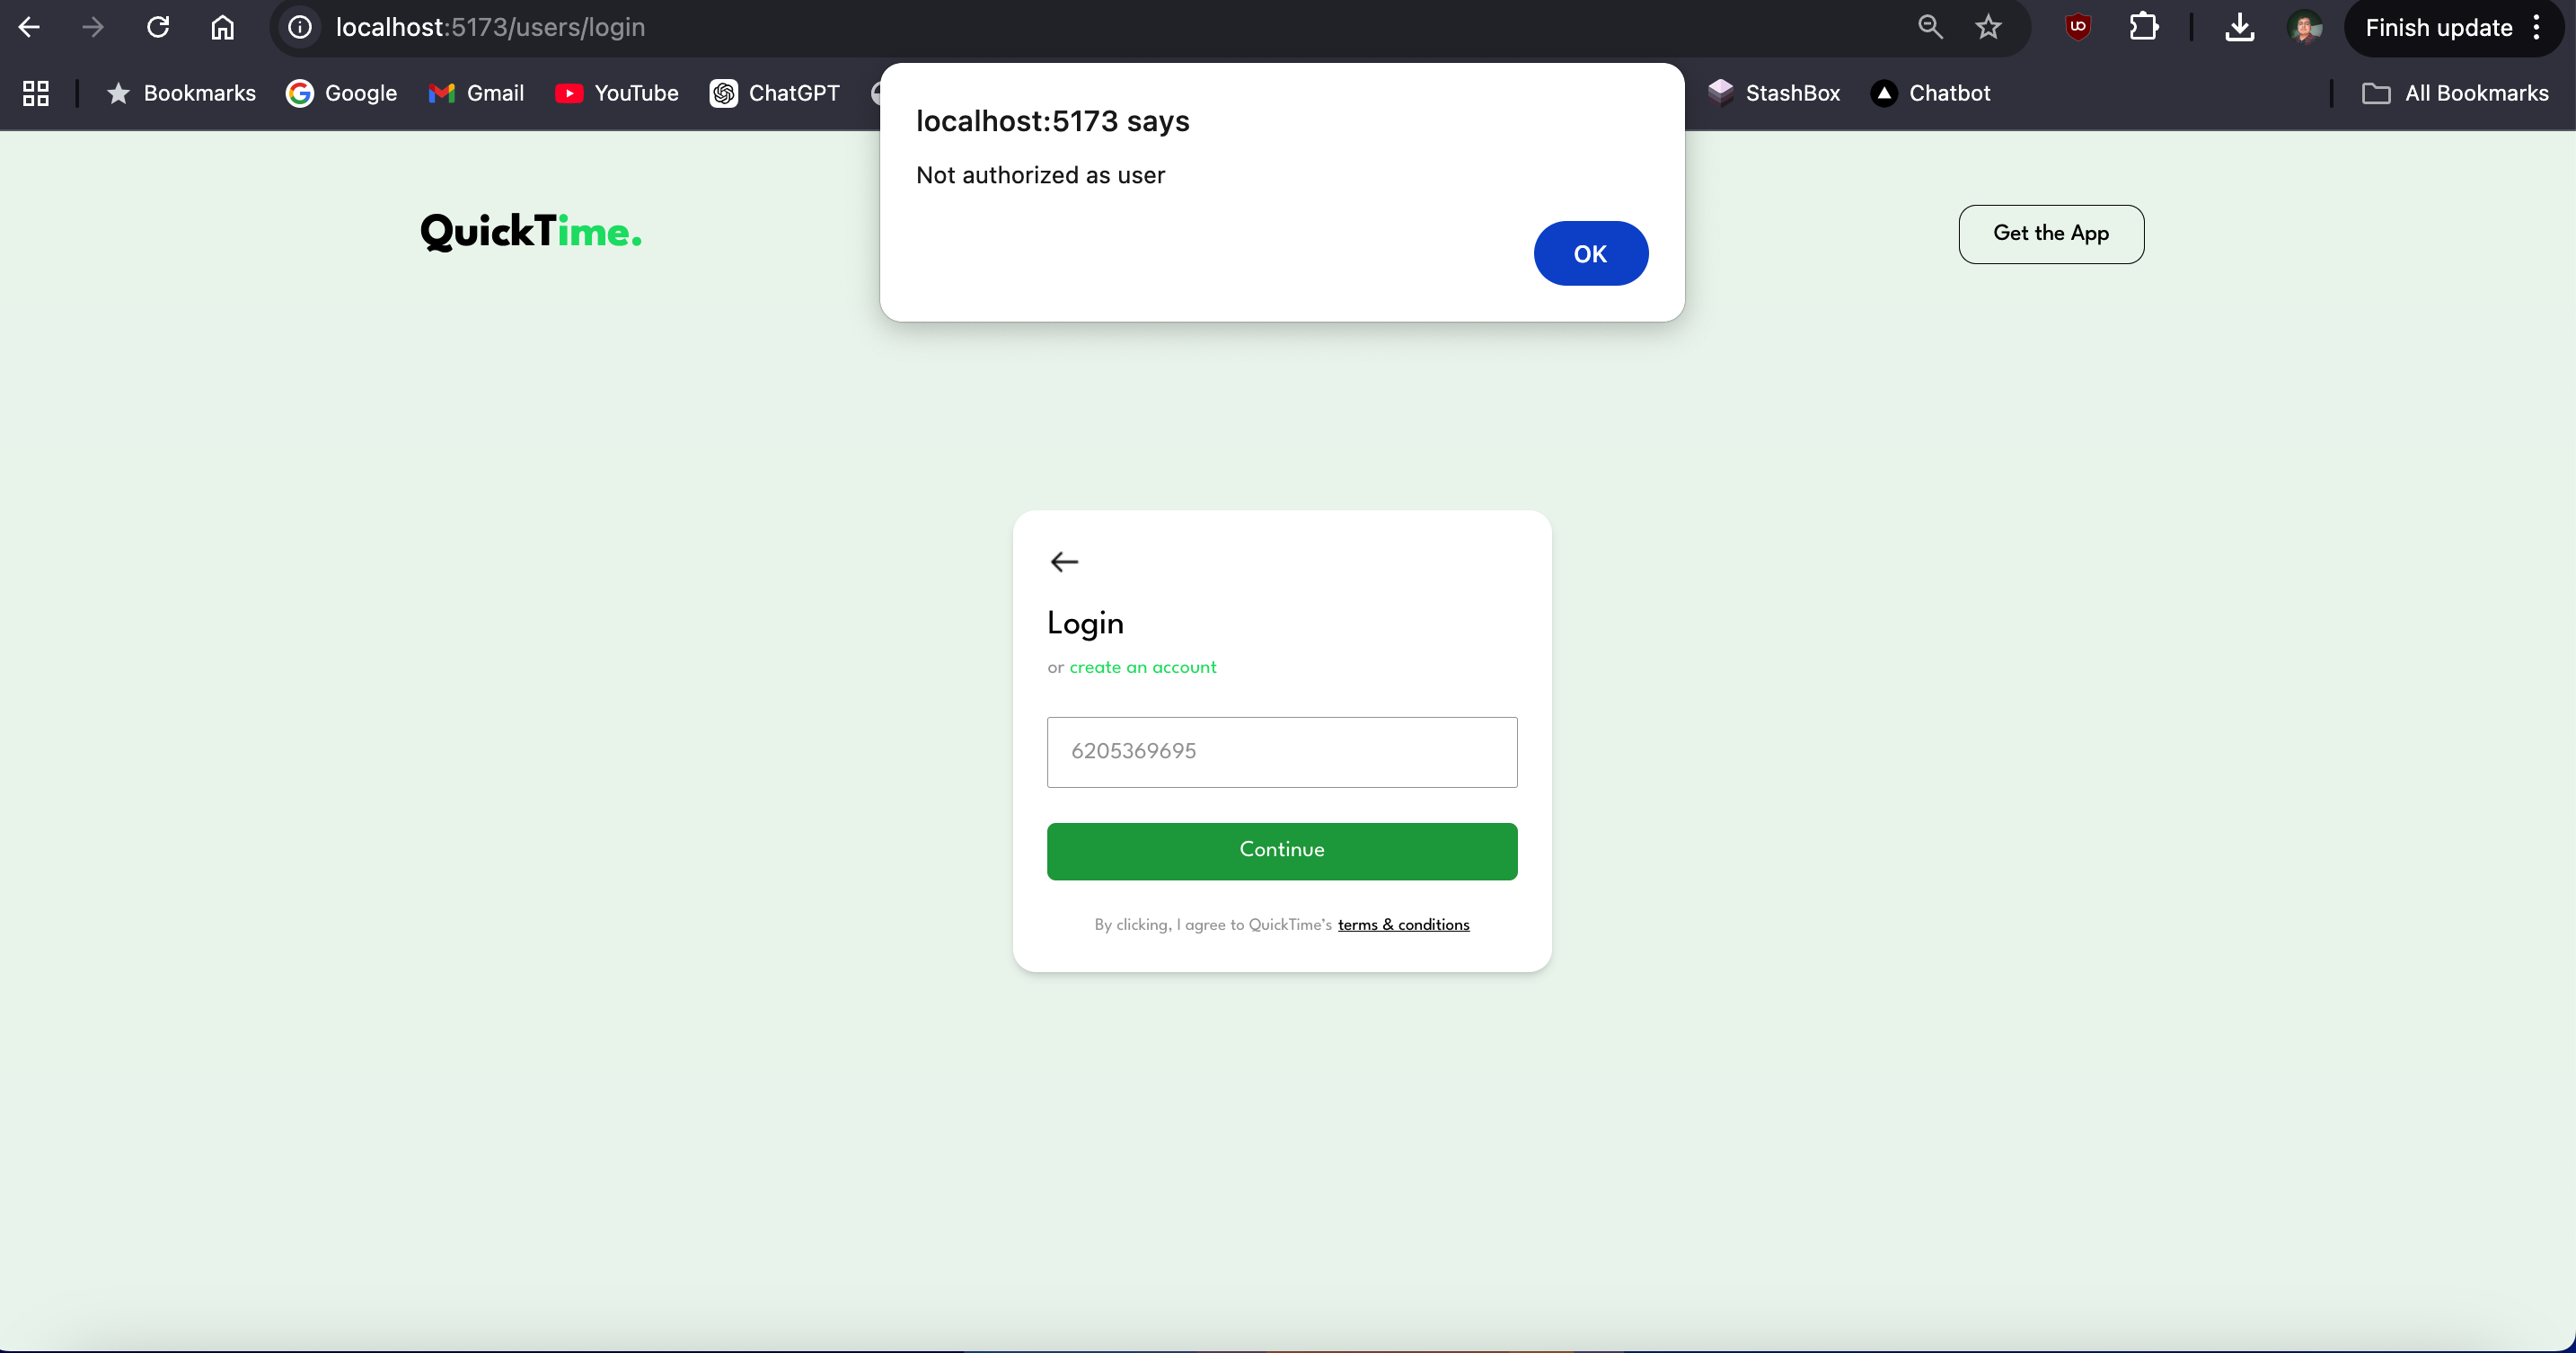 localhost:5173/users/login
Finish update
Bookmarks
Google
Gmail
YouTube
ChatGPT
StashBox
Chatbot
All Bookmarks
localhost:5173 says
Not authorized as user
OK
QuickTime.
Get the App
Login
or create an account
6205369695
Continue
By clicking, I agree to QuickTime's terms & conditions